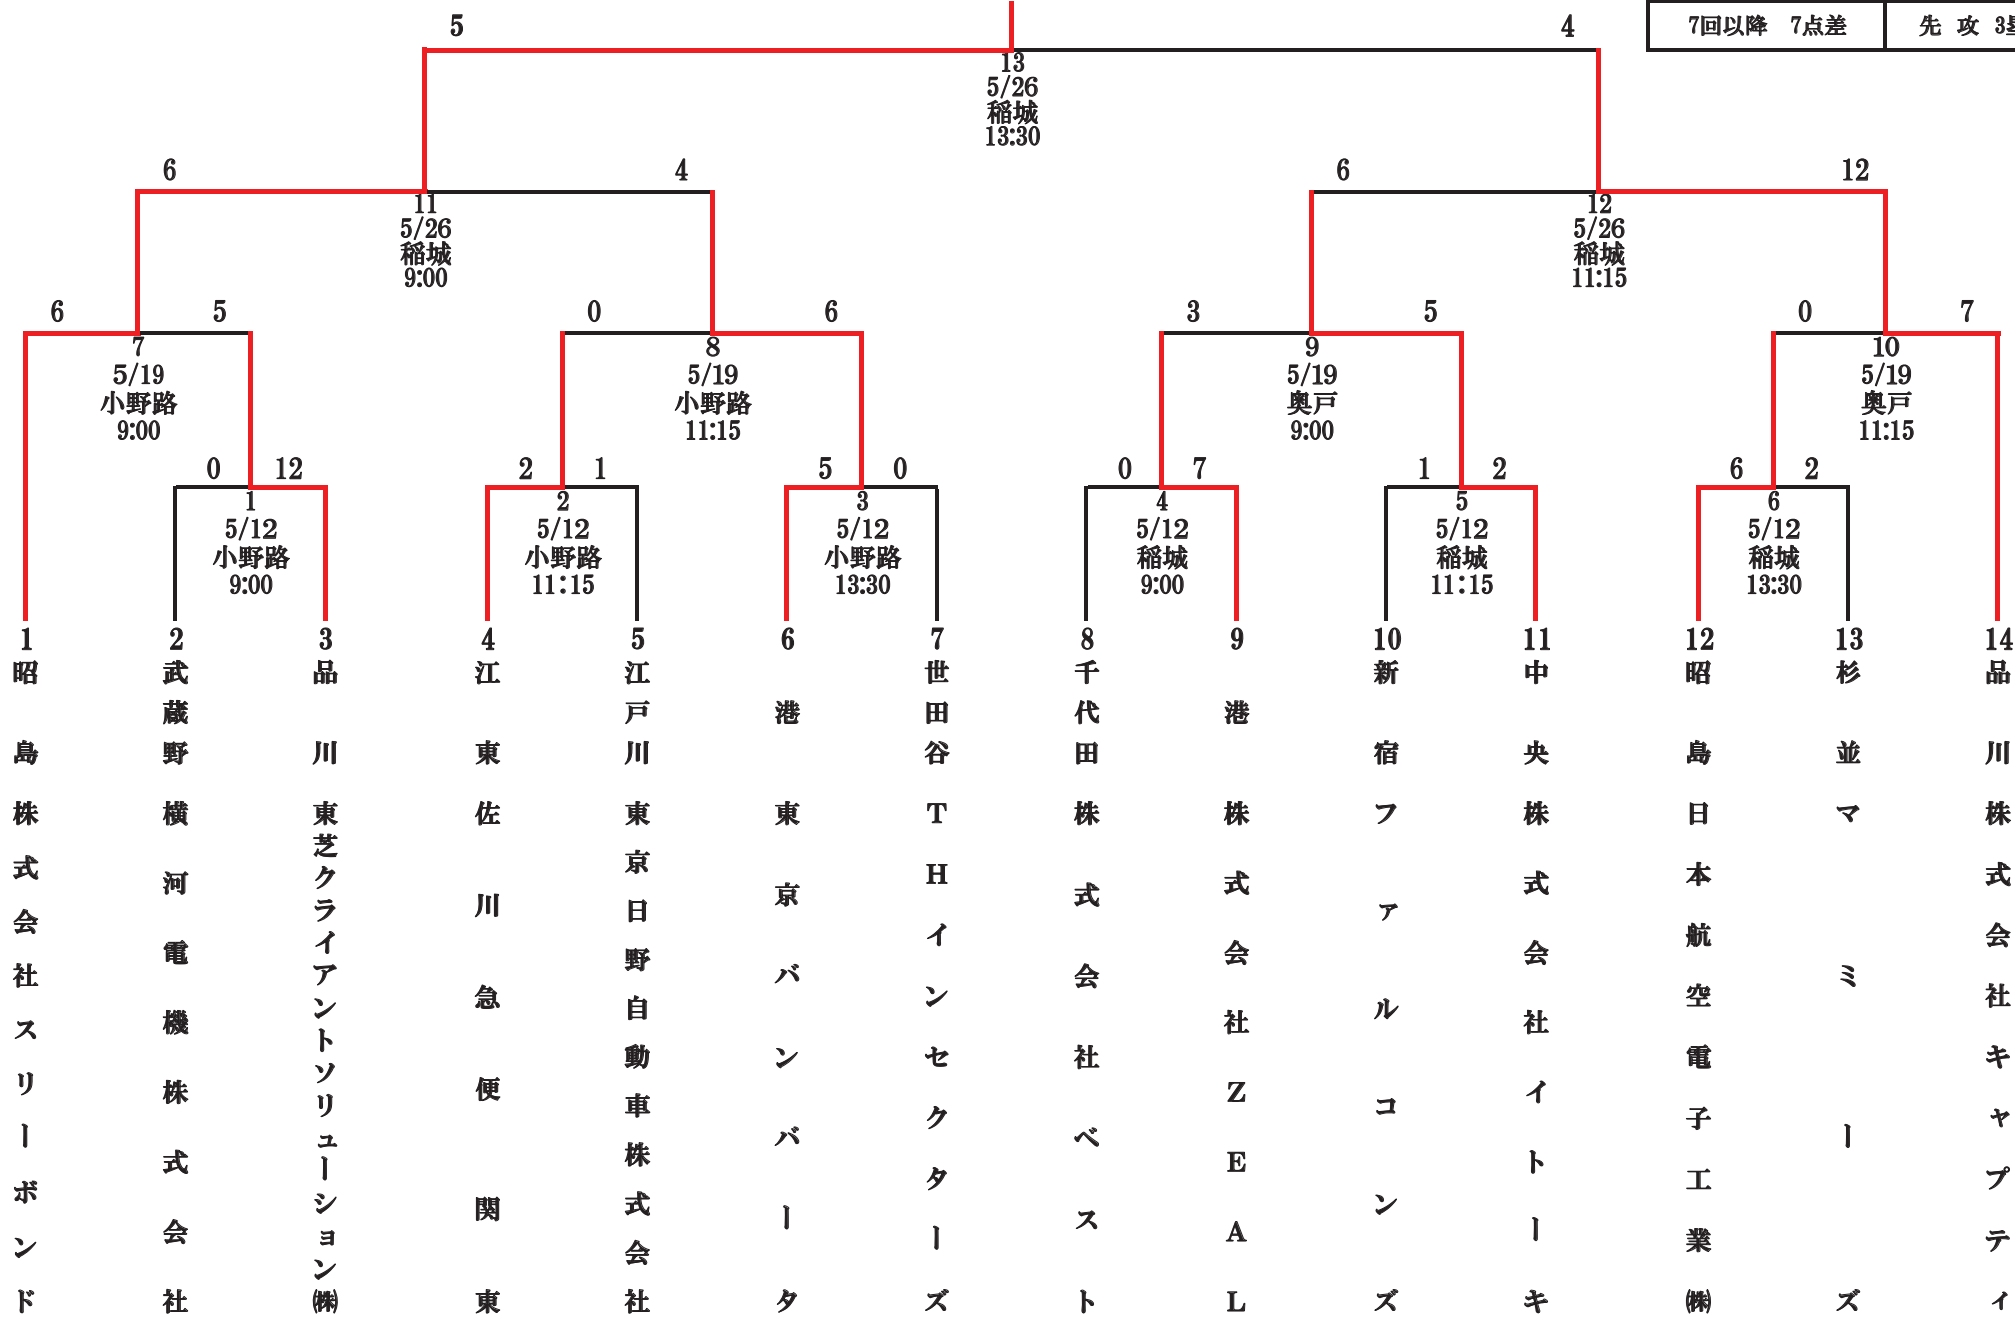 5
4
7回以降 7点差
先 攻 3塁
13
5/26
稲城
13:30
6
4
6
12
11
5/26
稲城
9:00
12
5/26
稲城
11:15
6
5
0
6
3
5
0
7
7
5/19
小野路
9:00
8
5/19
小野路
11:15
9
5/19
奥戸
9:00
10
5/19
奥戸
11:15
0
12
2
1
5
0
0
7
1
2
6
2
1
5/12
小野路
9:00
2
5/12
小野路
11:15
3
5/12
小野路
13:30
4
5/12
稲城
9:00
5
5/12
稲城
11:15
6
5/12
稲城
13:30
1
昭島
株式会社スリーボンド
2
武蔵野
横河電機株式会社
3
品川
東芝クライアントソリューション㈱
4
江東
佐川急便関東
5
江戸川
東京日野自動車株式会社
6
港
東京バンバータ
7
世田谷
THインセクターズ
8
千代田
株式会社ベスト
9
港
株式会社ZEAL
10
新宿
ファルコンズ
11
中央
株式会社イトーキ
12
昭島
日本航空電子工業㈱
13
杉並
マミーズ
14
品川
株式会社キャプティ